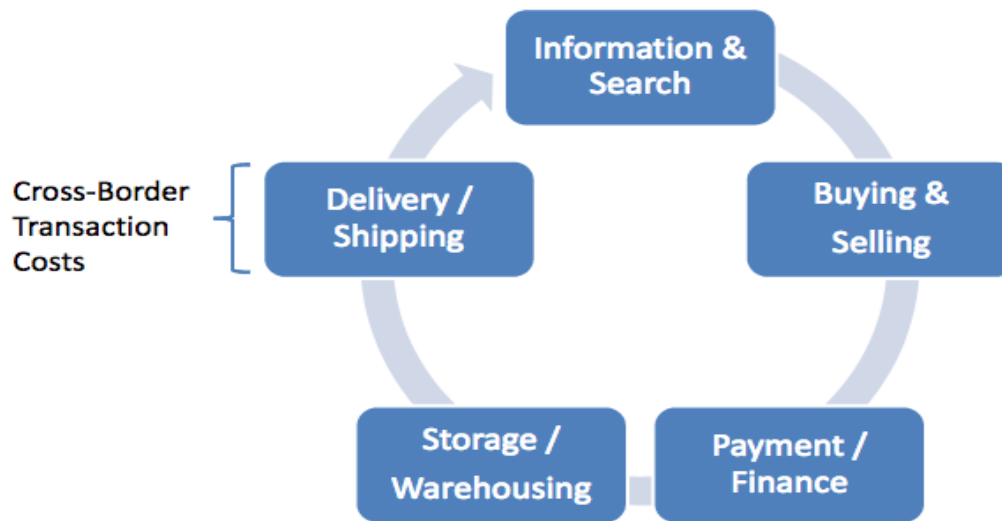 Information &
Search
Cross-Border
Transaction
Costs
Delivery /
Shipping
Buying &
Selling
Storage /
Warehousing
Payment /
Finance